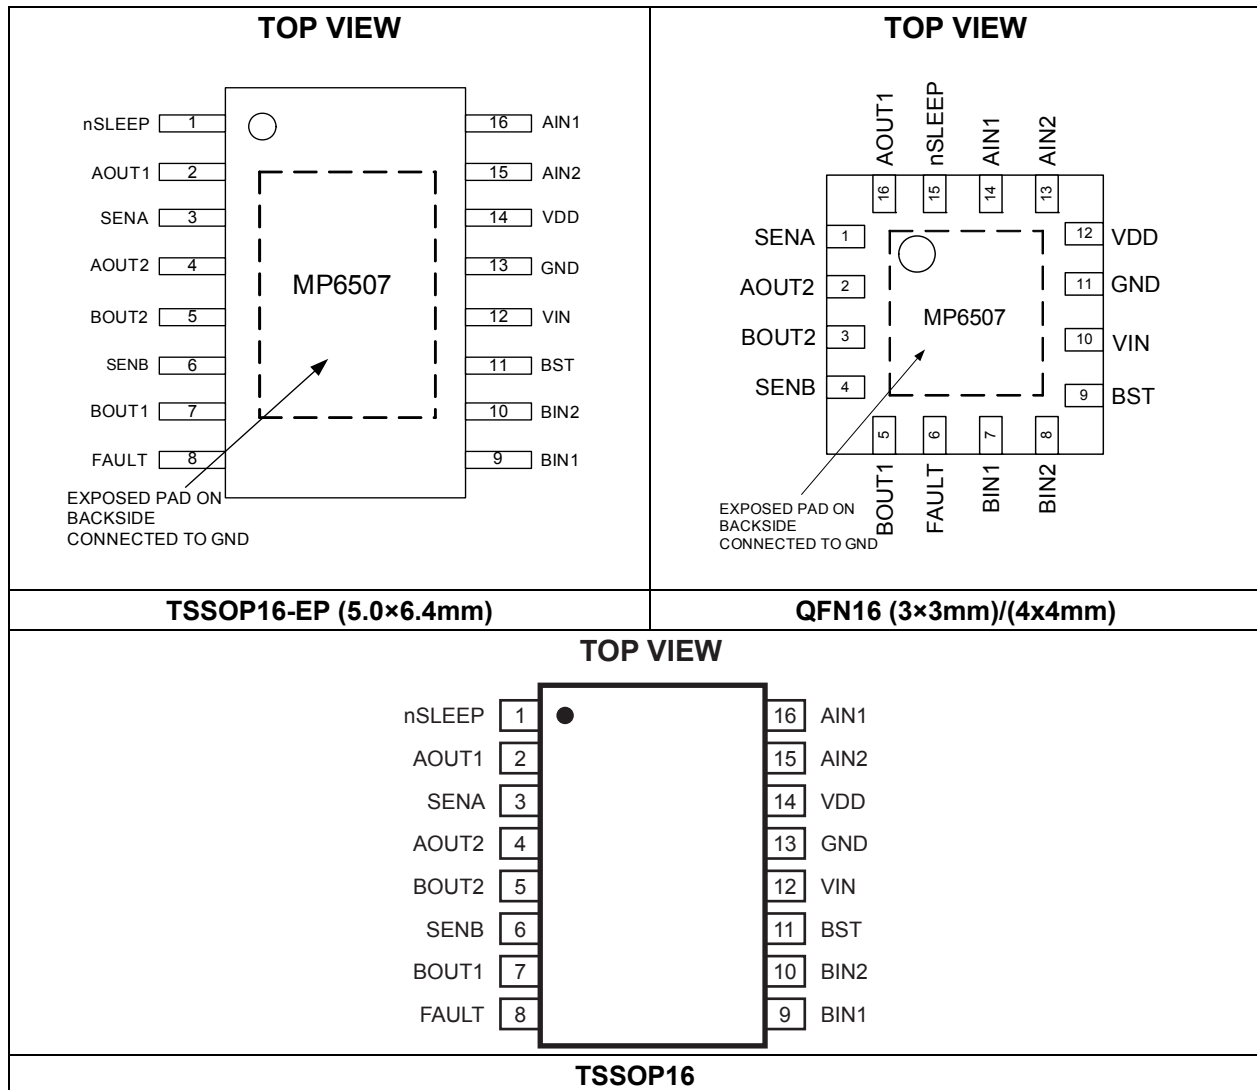 TOP VIEW
nSLEEP 1
AOUT1 2
SENA 3
AOUT2 4
BOUT2 5
SENB 6
BOUT1 7
FAULT 8
16 AIN1
15 AIN2
14 VDD
13 GND
12 VIN
11 BST
10 BIN2
9 BIN1
MP6507
EXPOSED PAD ON
BACKSIDE
CONNECTED TO GND
TSSOP16-EP (5.0×6.4mm)
TOP VIEW
AOUT1 16
nSLEEP 15
AIN1 14
AIN2 13
SENA 1
AOUT2 2
BOUT2 3
SENB 4
12 VDD
11 GND
10 VIN
9 BST
MP6507
BOUT1 5
FAULT 6
BIN1 7
BIN2 8
EXPOSED PAD ON
BACKSIDE
CONNECTED TO GND
QFN16 (3×3mm)/(4x4mm)
TOP VIEW
nSLEEP 1
AOUT1 2
SENA 3
AOUT2 4
BOUT2 5
SENB 6
BOUT1 7
FAULT 8
16 AIN1
15 AIN2
14 VDD
13 GND
12 VIN
11 BST
10 BIN2
9 BIN1
TSSOP16